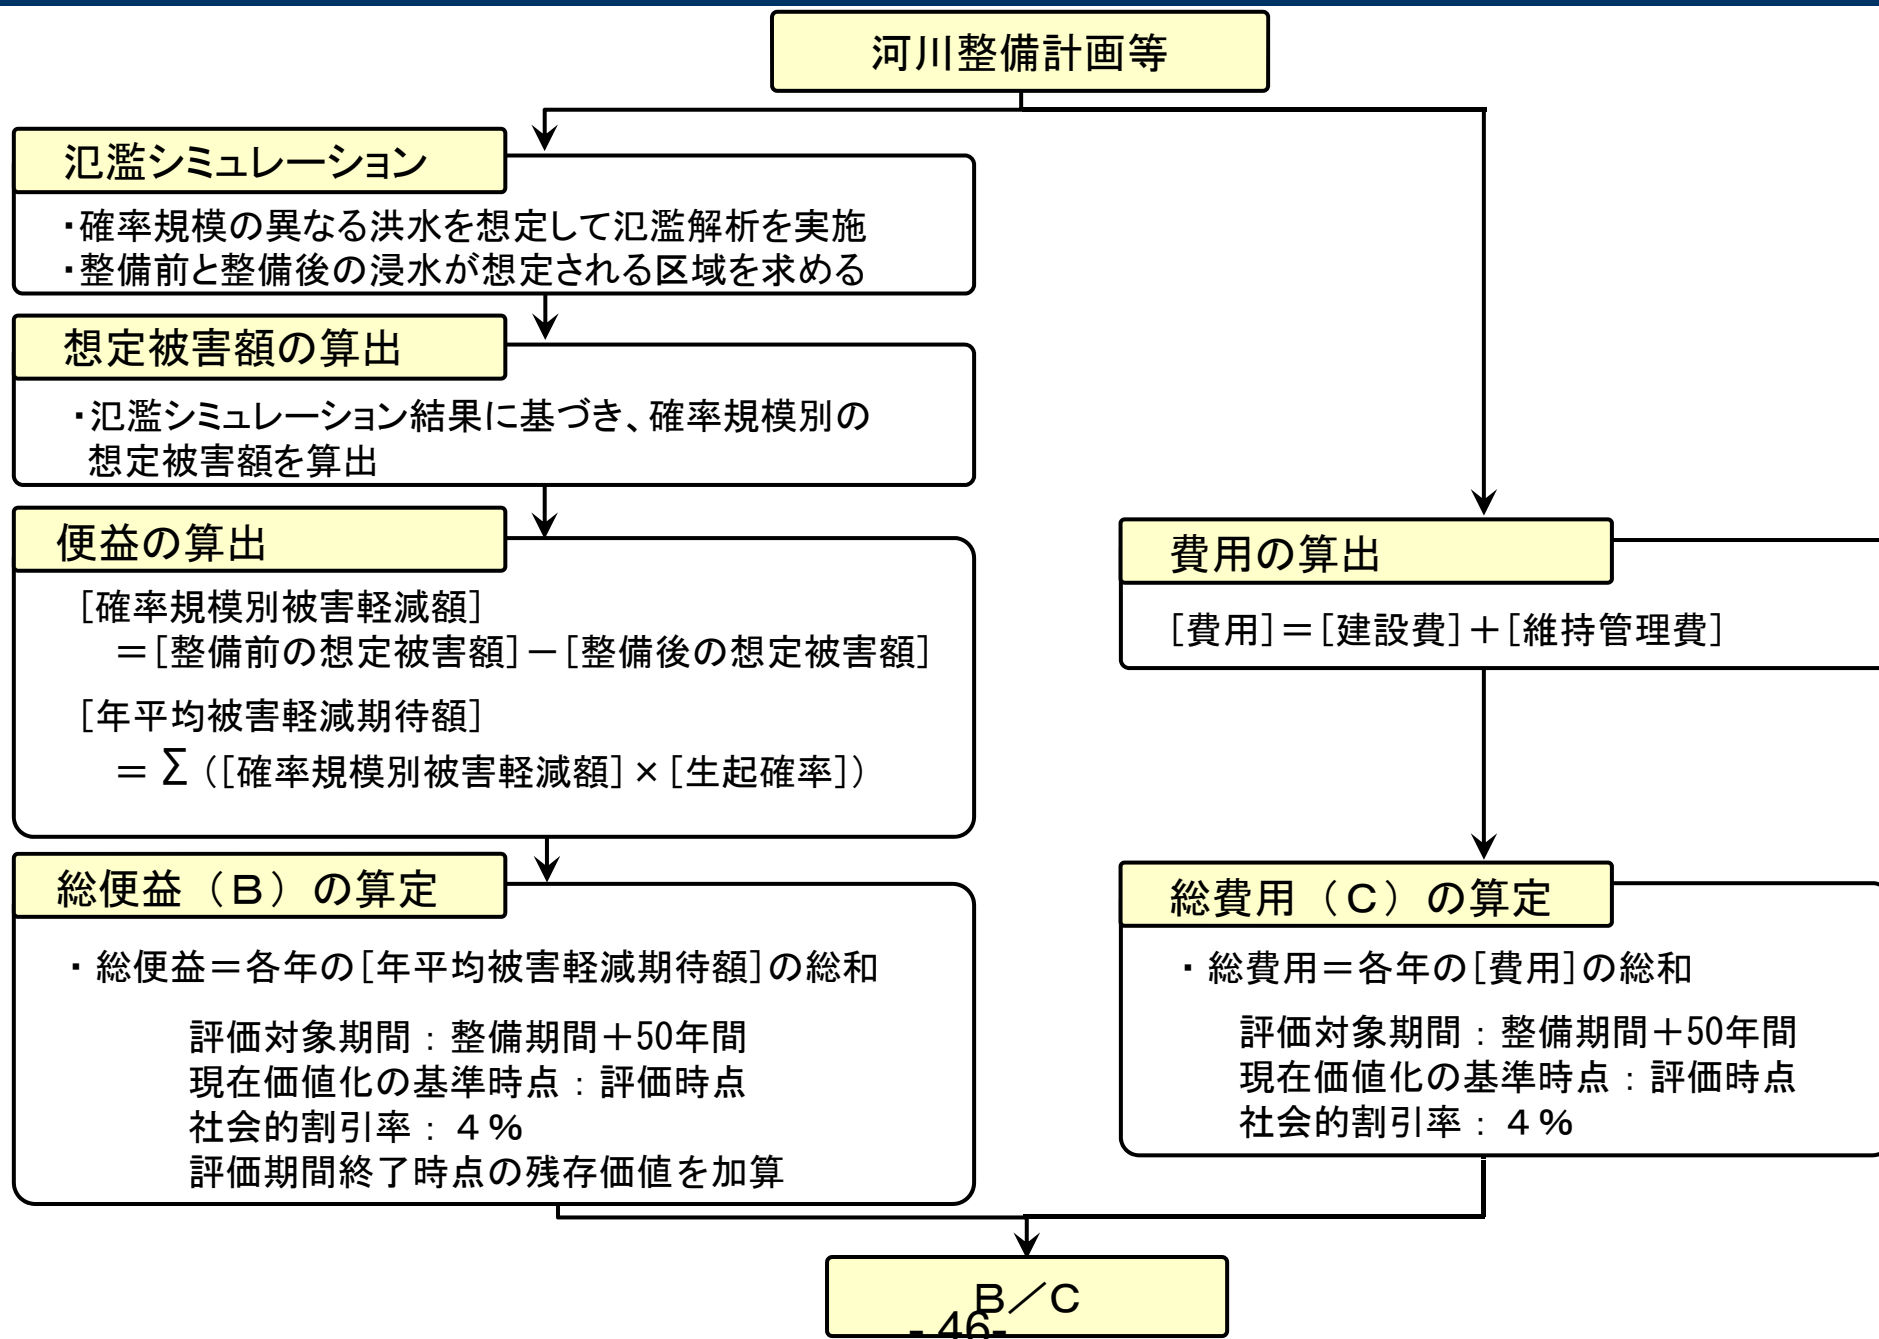 河川整備計画等
氾濫シミュレーション
・確率規模の異なる洪水を想定して氾濫解析を実施
・整備前と整備後の浸水が想定される区域を求める
想定被害額の算出
・氾濫シミュレーション結果に基づき、確率規模別の
想定被害額を算出
便益の算出
[確率規模別被害軽減額]
＝[整備前の想定被害額]－[整備後の想定被害額]
[年平均被害軽減期待額]
＝Σ（[確率規模別被害軽減額]×[生起確率]）
総便益（Ｂ）の算定
・総便益＝各年の[年平均被害軽減期待額]の総和
評価対象期間：整備期間＋50年間
現在価値化の基準時点：評価時点
社会的割引率：４％
評価期間終了時点の残存価値を加算
費用の算出
[費用]＝[建設費]＋[維持管理費]
総費用（Ｃ）の算定
・総費用＝各年の[費用]の総和
評価対象期間：整備期間＋50年間
現在価値化の基準時点：評価時点
社会的割引率：４％
Ｂ／Ｃ
- 46-